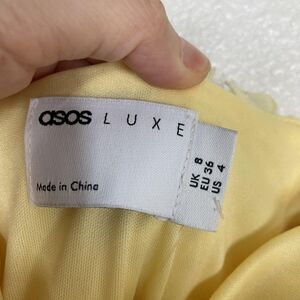 asos LUXE
Made in China
UK 8
EU 36
US 4